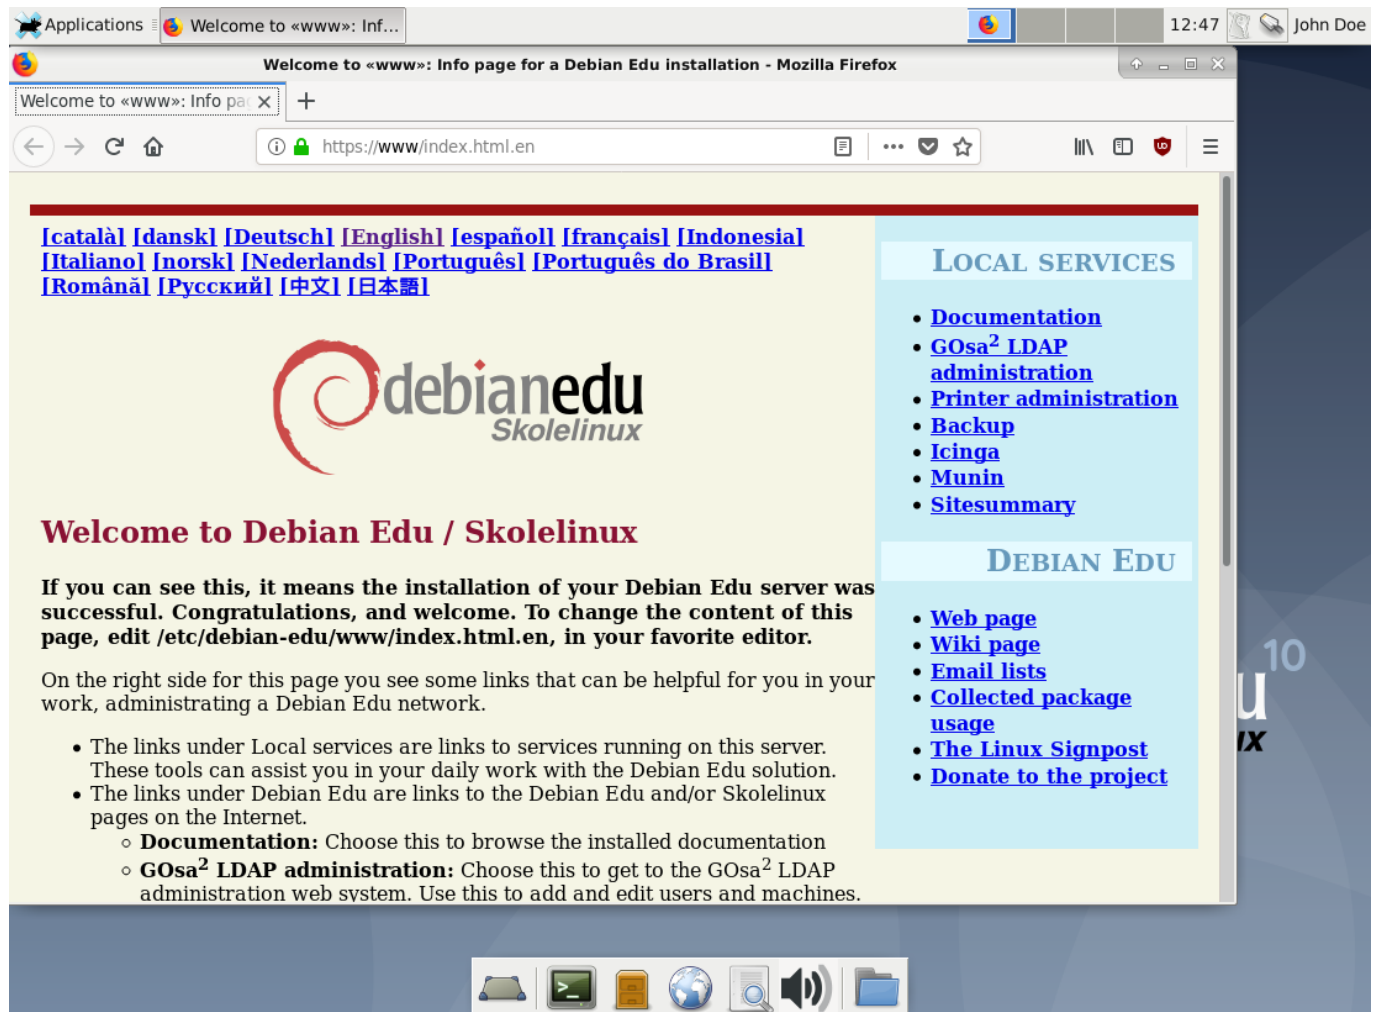 Applications
Welcome to «www»: Inf...
12:47
John Doe
Welcome to «www»: Info page for a Debian Edu installation - Mozilla Firefox
Welcome to «www»: Info pag
https://www/index.html.en
[català] [dansk] [Deutsch] [English] [español] [français] [Indonesia]
[Italiano] [norsk] [Nederlands] [Português] [Português do Brasil]
[Română] [Русский] [中文] [日本語]
debianedu
Skolelinux
Welcome to Debian Edu / Skolelinux
If you can see this, it means the installation of your Debian Edu server was
successful. Congratulations, and welcome. To change the content of this
page, edit /etc/debian-edu/www/index.html.en, in your favorite editor.
On the right side for this page you see some links that can be helpful for you in your
work, administrating a Debian Edu network.
• The links under Local services are links to services running on this server.
These tools can assist you in your daily work with the Debian Edu solution.
• The links under Debian Edu are links to the Debian Edu and/or Skolelinux
pages on the Internet.
◦ Documentation: Choose this to browse the installed documentation
◦ GOsa² LDAP administration: Choose this to get to the GOsa² LDAP
administration web system. Use this to add and edit users and machines.
Local services
• Documentation
• GOsa² LDAP
administration
• Printer administration
• Backup
• Icinga
• Munin
• Sitesummary
Debian Edu
• Web page
• Wiki page
• Email lists
• Collected package
usage
• The Linux Signpost
• Donate to the project
10
u
ux